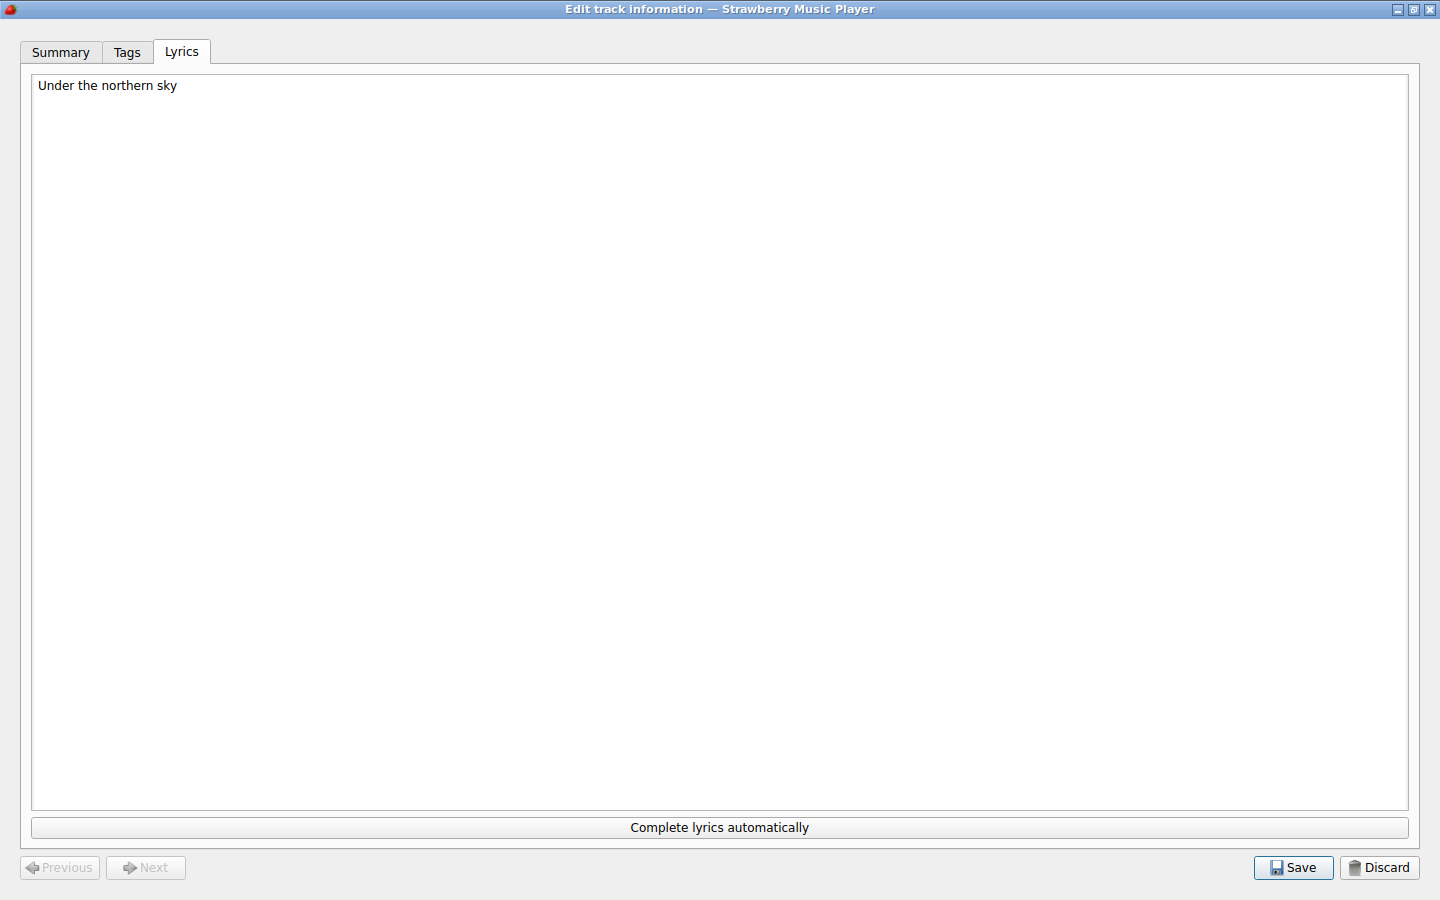 Edit track information — Strawberry Music Player
Summary
Tags
Lyrics
Under the northern sky
Complete lyrics automatically
Previous
Next
Save
Discard